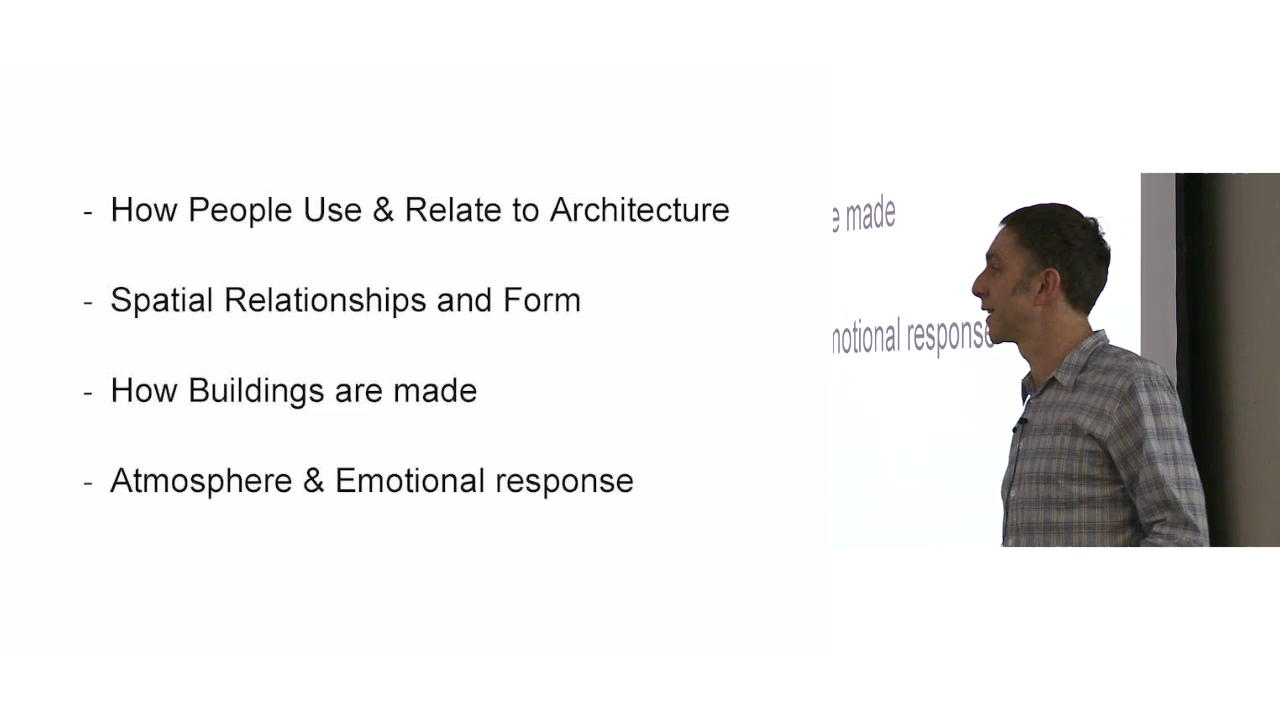 - How People Use & Relate to Architecture
- Spatial Relationships and Form
- How Buildings are made
- Atmosphere & Emotional response
made
response